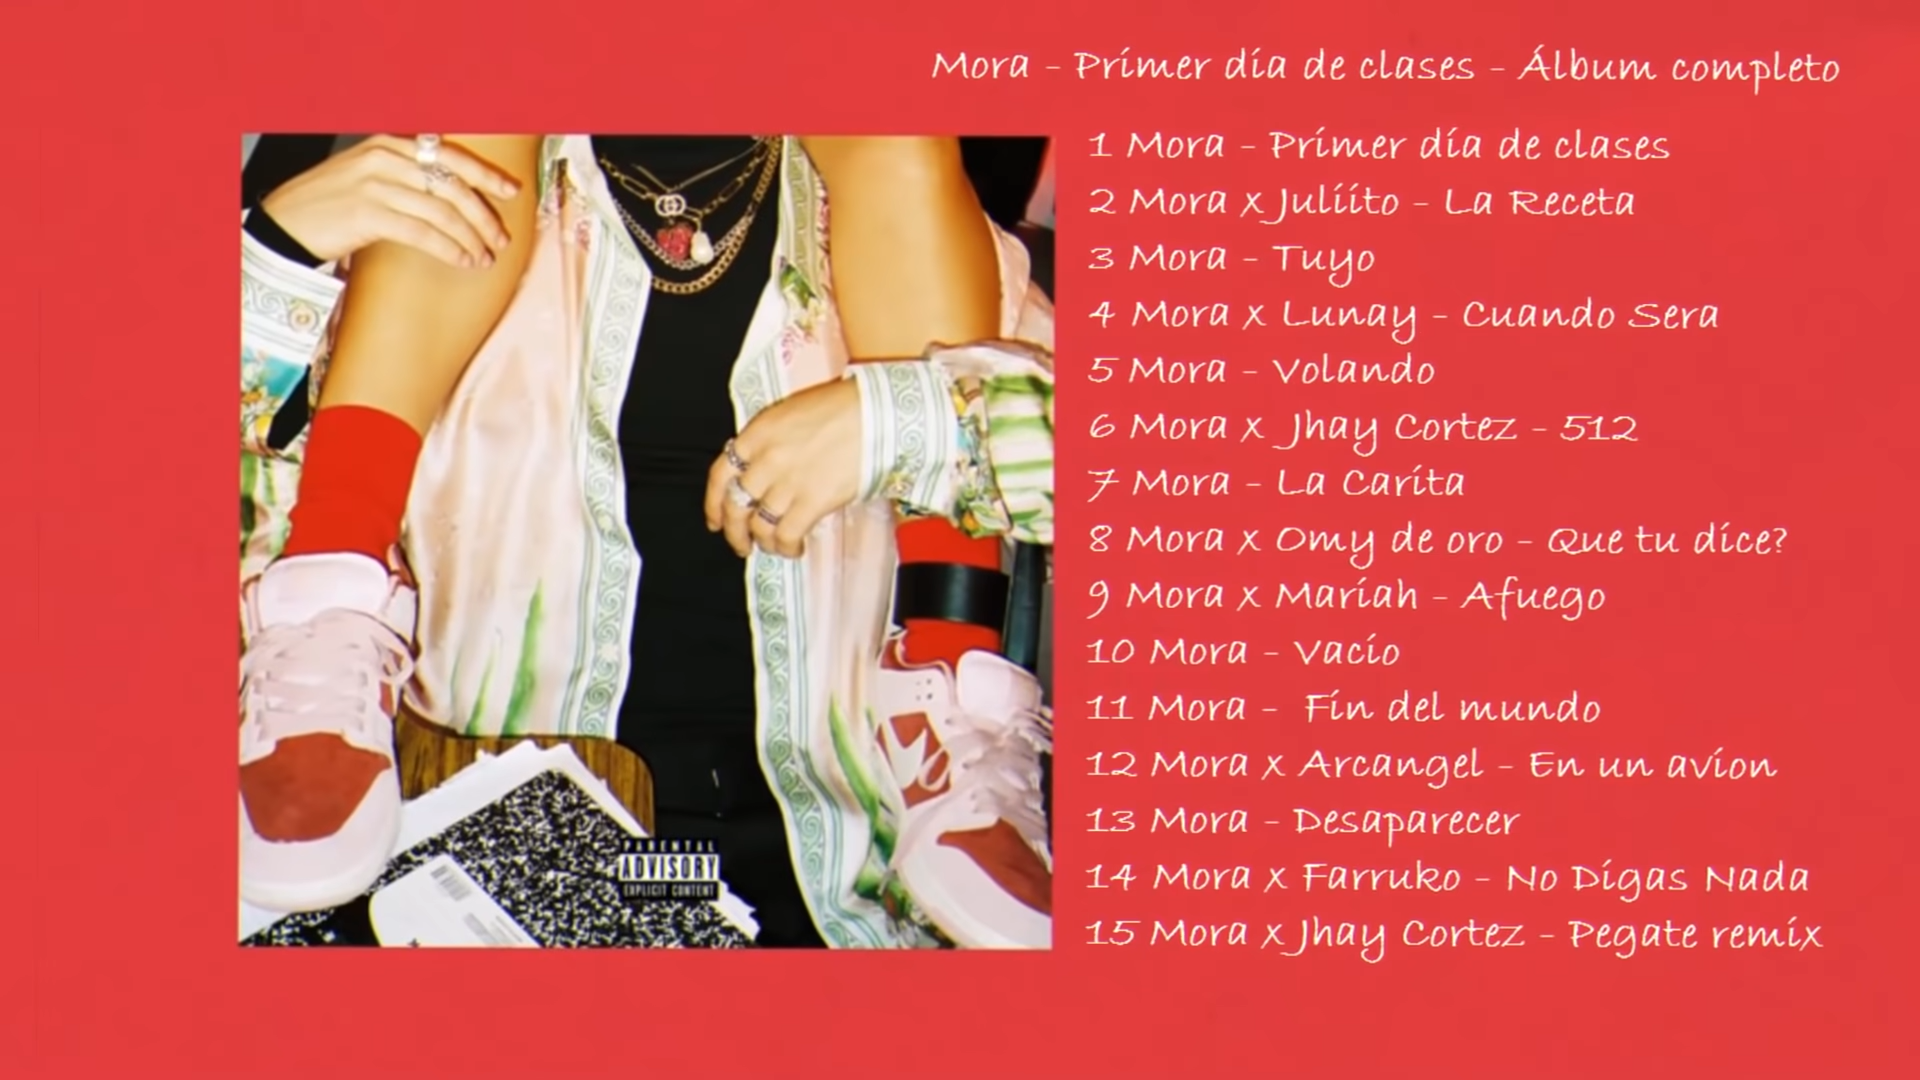 Mora - Primer día de clases - Álbum completo
1 Mora - Primer día de clases
2 Mora x Juliito - La Receta
3 Mora - Tuyo
4 Mora x Lunay - Cuando Sera
5 Mora - Volando
6 Mora x Jhay Cortez - 512
7 Mora - La Carita
8 Mora x Omy de oro - Que tu dice?
9 Mora x Mariah - Afuego
10 Mora - Vacio
11 Mora - Fin del mundo
12 Mora x Arcangel - En un avion
13 Mora - Desaparecer
14 Mora x Farruko - No Digas Nada
15 Mora x Jhay Cortez - Pegate remix
PARENTAL
ADVISORY
EXPLICIT CONTENT